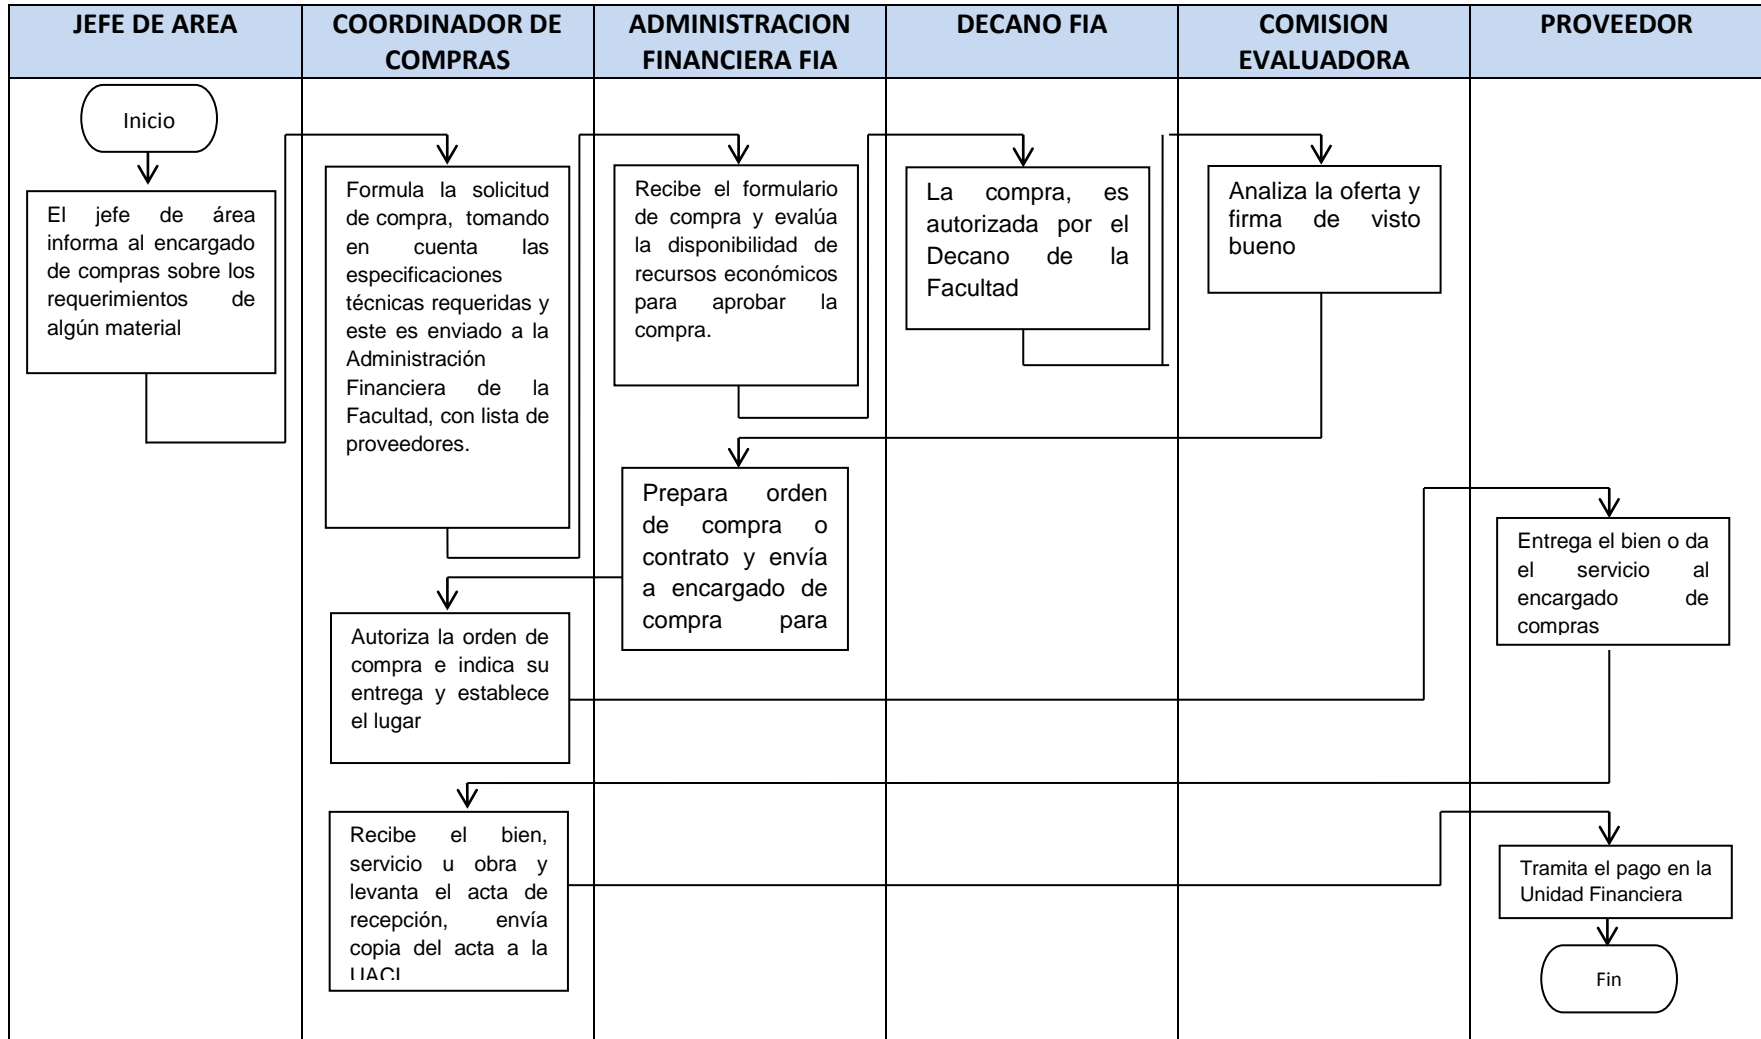 JEFE DE AREA
COORDINADOR DE
COMPRAS
ADMINISTRACION
FINANCIERA FIA
DECANO FIA
COMISION
EVALUADORA
PROVEEDOR
Inicio
El jefe de área
informa al encargado
de compras sobre los
requerimientos de
algún material
Formula la solicitud
de compra, tomando
en cuenta las
especificaciones
técnicas requeridas y
este es enviado a la
Administración
Financiera de la
Facultad, con lista de
proveedores.
Recibe el formulario
de compra y evalúa
la disponibilidad de
recursos económicos
para aprobar la
compra.
La compra, es
autorizada por el
Decano de la
Facultad
Analiza la oferta y
firma de visto
bueno
Prepara orden
de compra o
contrato y envía
a encargado de
compra para
Autoriza la orden de
compra e indica su
entrega y establece
el lugar
Entrega el bien o da
el servicio al
encargado de
compras
Recibe el bien,
servicio u obra y
levanta el acta de
recepción, envía
copia del acta a la
UACI
Tramita el pago en la
Unidad Financiera
Fin